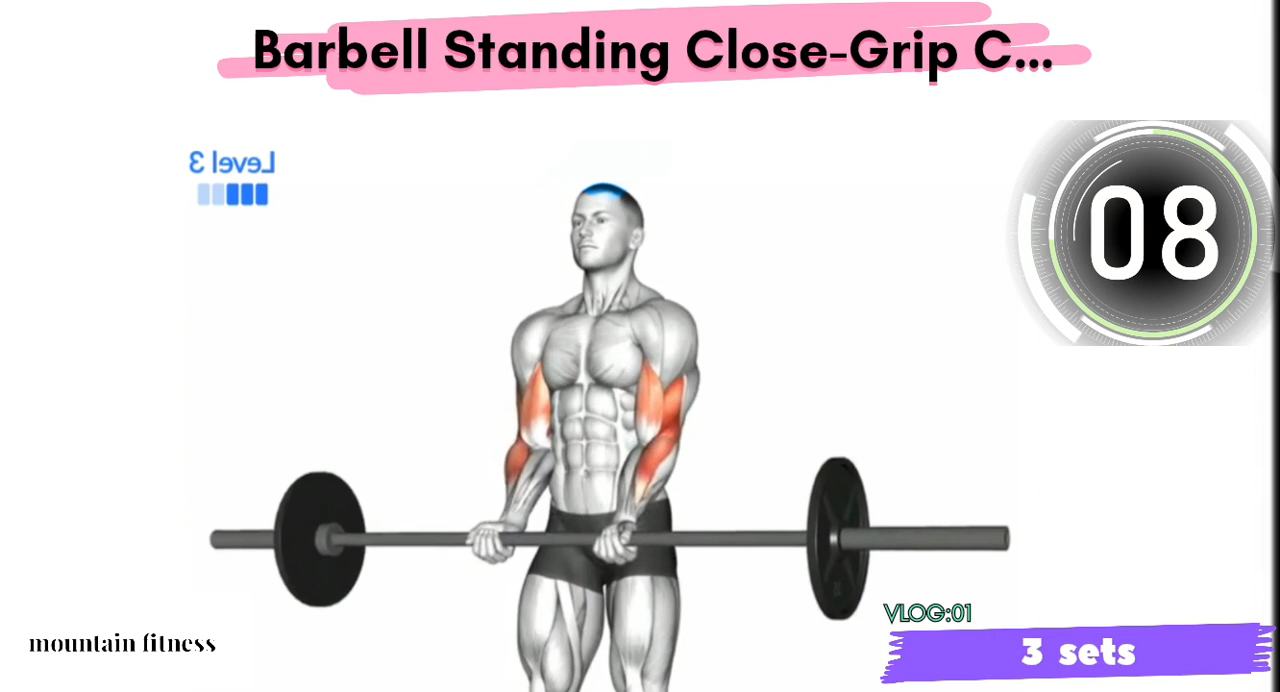 Barbell Standing Close-Grip C...
Level 3
08
VLOG:01
mountain fitness
3 sets